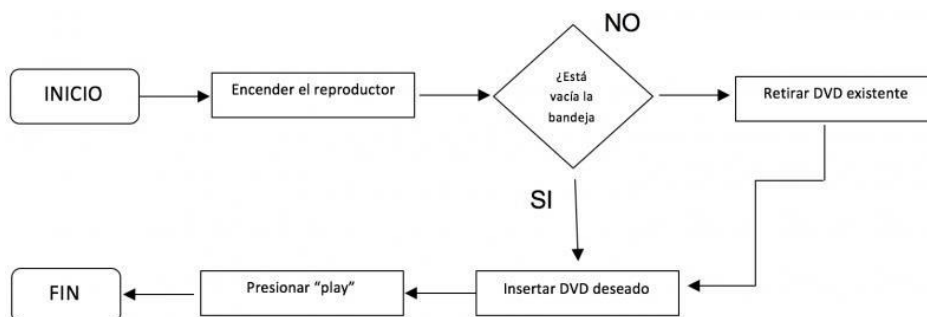 NO
INICIO
Encender el reproductor
¿Está
vacía la
bandeja
Retirar DVD existente
SI
FIN
Presionar “play”
Insertar DVD deseado